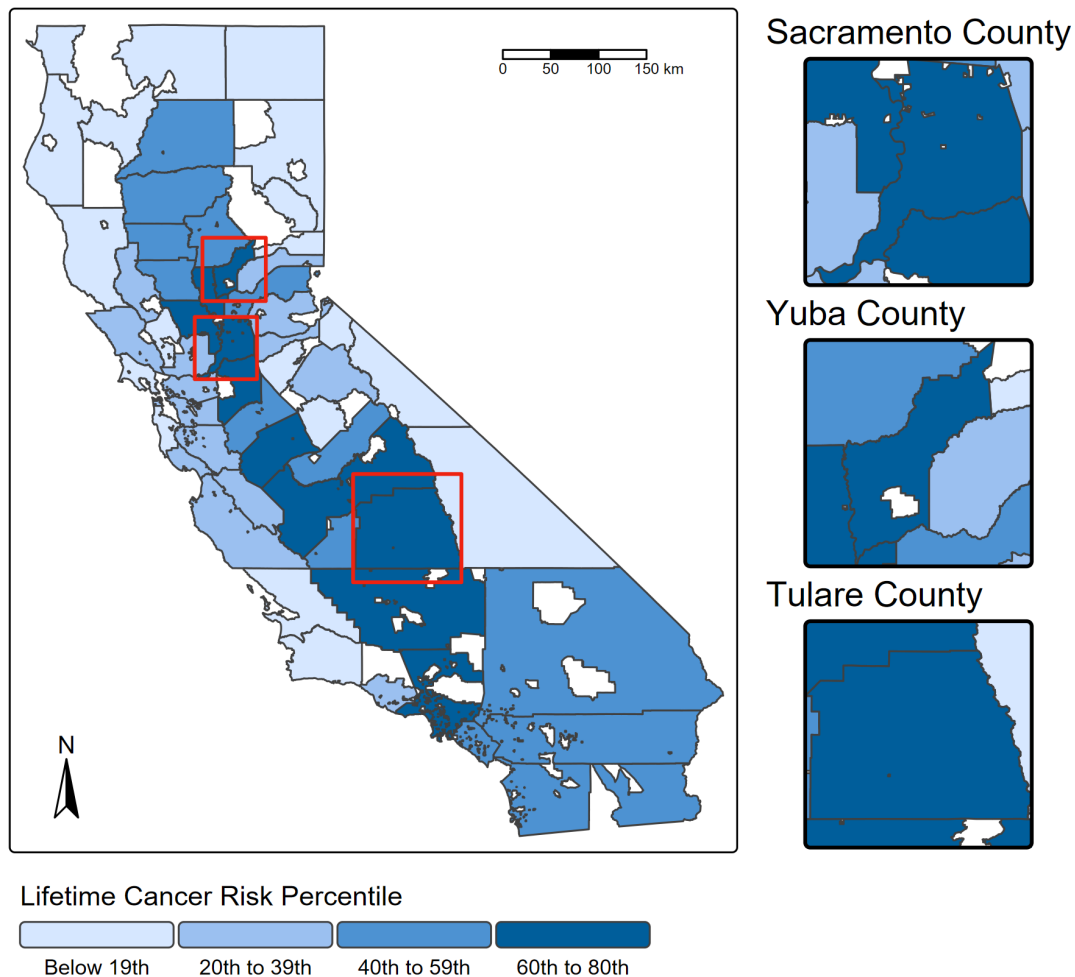 Sacramento County
0 50 100 150 km
Yuba County
Tulare County
N
Lifetime Cancer Risk Percentile
Below 19th 20th to 39th 40th to 59th 60th to 80th